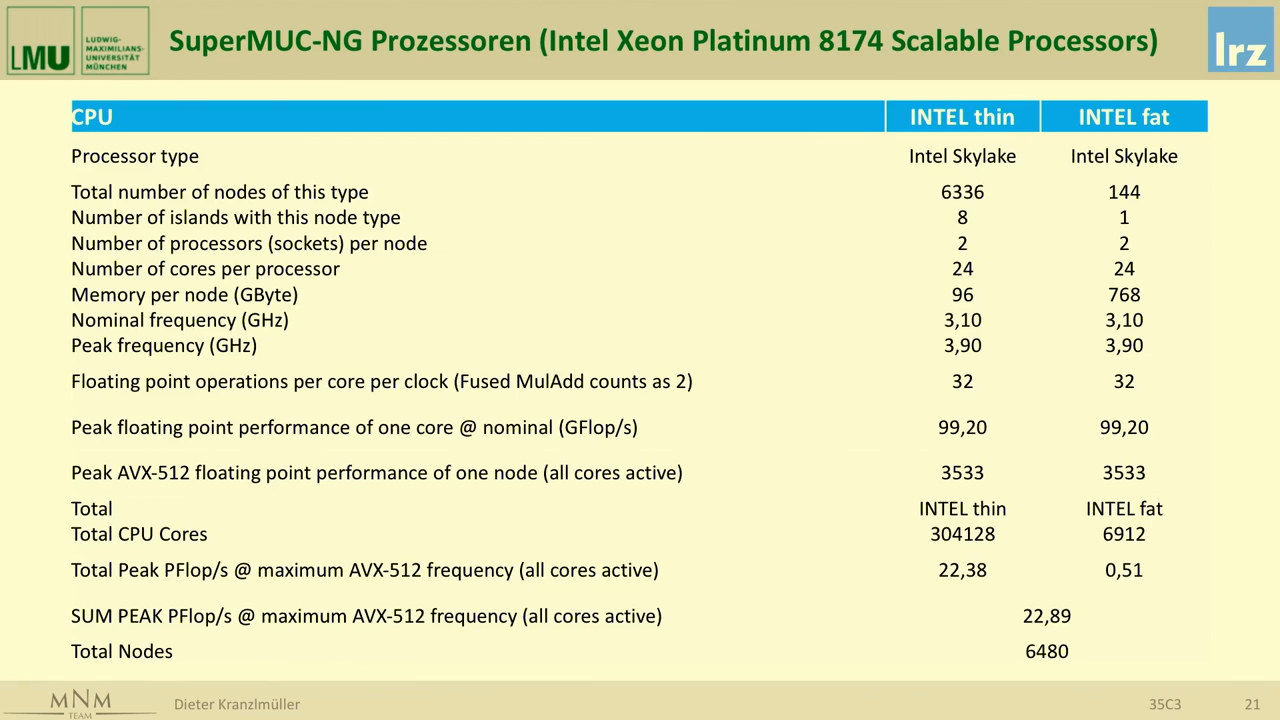 LMU
LUDWIG-
MAXIMILIANS-
UNIVERSITÄT
MÜNCHEN
SuperMUC-NG Prozessoren (Intel Xeon Platinum 8174 Scalable Processors)
lrz
CPU INTEL thin INTEL fat
Processor type Intel Skylake Intel Skylake
Total number of nodes of this type 6336 144
Number of islands with this node type 8 1
Number of processors (sockets) per node 2 2
Number of cores per processor 24 24
Memory per node (GByte) 96 768
Nominal frequency (GHz) 3,10 3,10
Peak frequency (GHz) 3,90 3,90
Floating point operations per core per clock (Fused MulAdd counts as 2) 32 32
Peak floating point performance of one core @ nominal (GFlop/s) 99,20 99,20
Peak AVX-512 floating point performance of one node (all cores active) 3533 3533
Total INTEL thin INTEL fat
Total CPU Cores 304128 6912
Total Peak PFlop/s @ maximum AVX-512 frequency (all cores active) 22,38 0,51
SUM PEAK PFlop/s @ maximum AVX-512 frequency (all cores active) 22,89
Total Nodes 6480
MNM
TEAM
Dieter Kranzlmüller 35C3 21